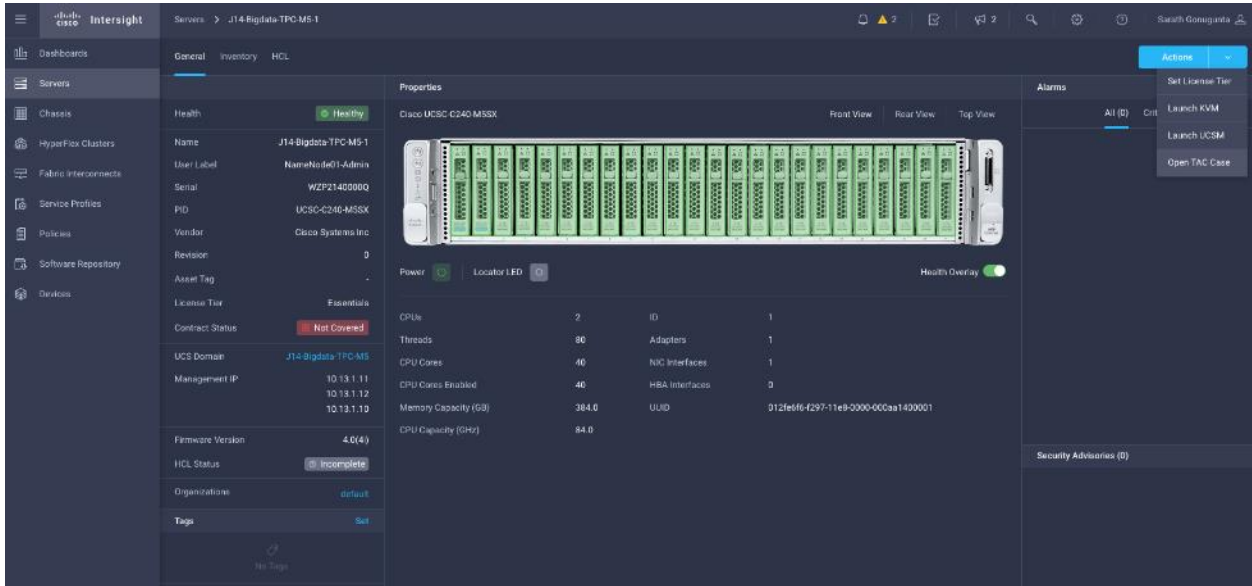 cisco Intersight
Servers > J14-Bigdata-TPC-M5-1
2
2
Sarath Gonugunta
Dashboards
Servers
Chassis
HyperFlex Clusters
Fabric Interconnects
Service Profiles
Policies
Software Repository
Devices
General Inventory HCL
Actions
Set License Tier
Launch KVM
Launch UCSM
Open TAC Case
Health Healthy
Name J14-Bigdata-TPC-M5-1
User Label NameNode01-Admin
Serial WZP2140000Q
PID UCSC-C240-M5SX
Vendor Cisco Systems Inc
Revision 0
Asset Tag -
License Tier Essentials
Contract Status Not Covered
UCS Domain J14-Bigdata-TPC-M5
Management IP 10.13.1.11
10.13.1.12
10.13.1.10
Firmware Version 4.0(4i)
HCL Status Incomplete
Organizations default
Tags Set
No Tags
Properties
Cisco UCSC-C240-M5SX Front View Rear View Top View
Power Locator LED Health Overlay
CPUs 2 ID 1
Threads 80 Adapters 1
CPU Cores 40 NIC Interfaces 1
CPU Cores Enabled 40 HBA Interfaces 0
Memory Capacity (GB) 384.0 UUID 012fe6f6-f297-11e8-0000-000aa1400001
CPU Capacity (GHz) 84.0
Alarms
All (0) Crit
Security Advisories (0)